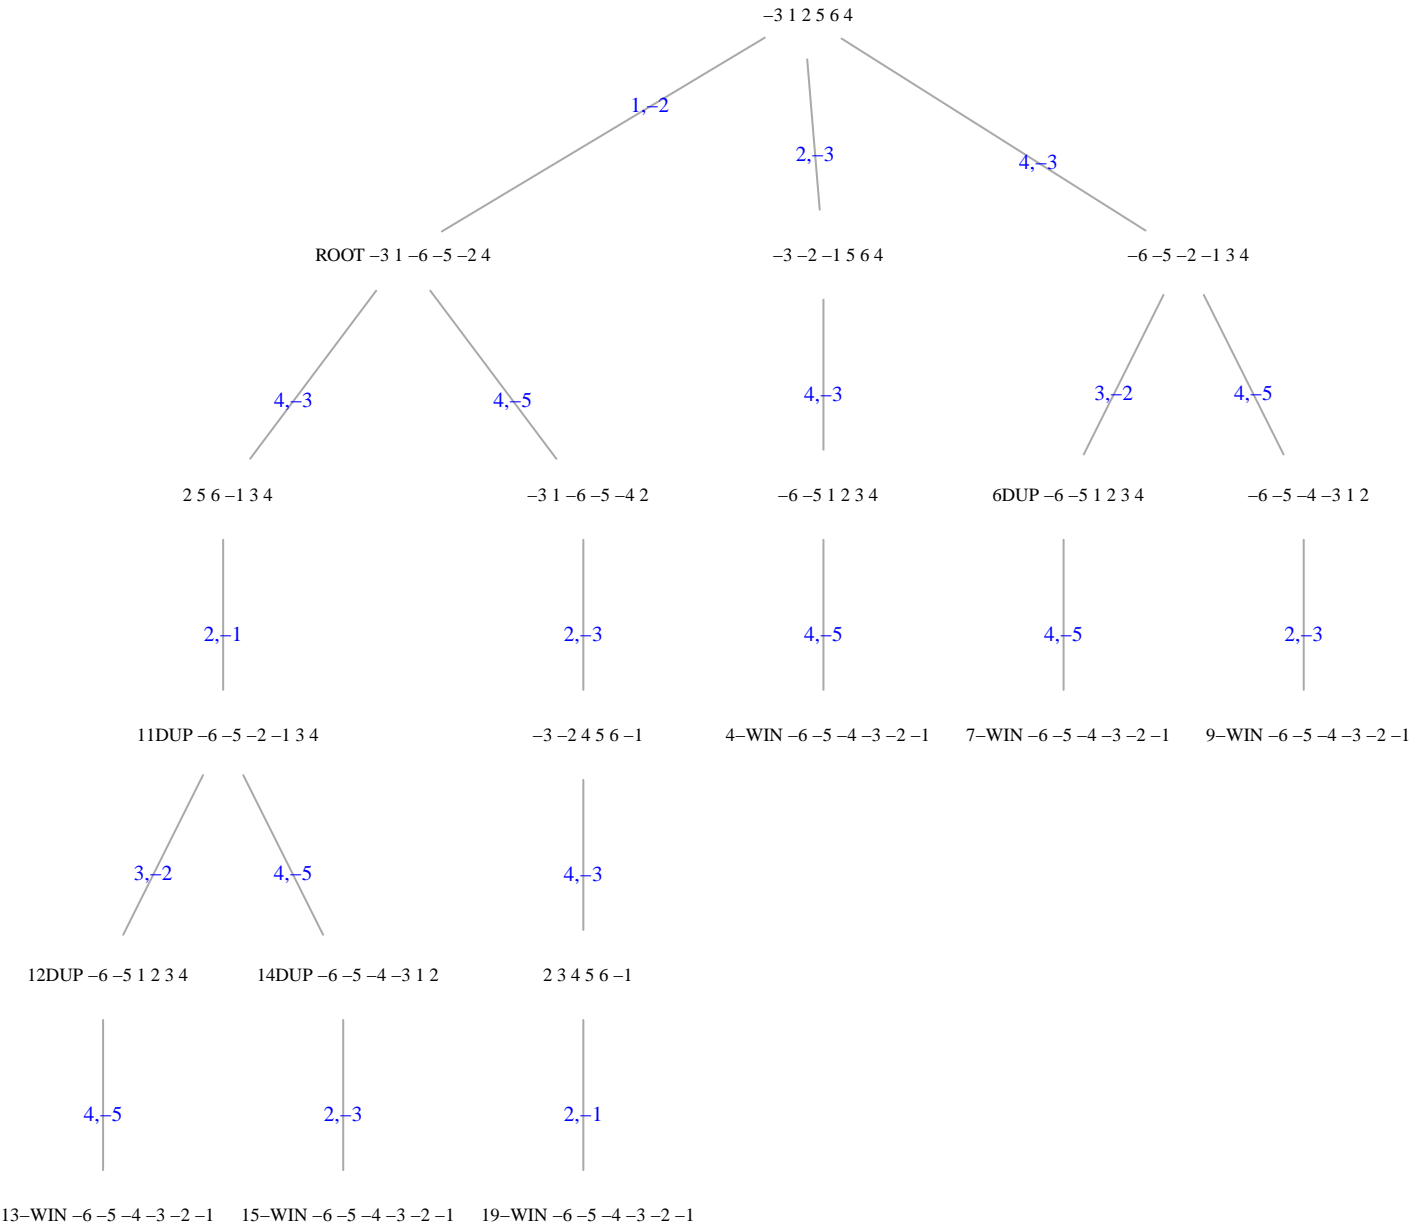 –3 1 2 5 6 4
1,–2
2,–3
4,–3
ROOT –3 1 –6 –5 –2 4
–3 –2 –1 5 6 4
–6 –5 –2 –1 3 4
4,–3
4,–5
4,–3
3,–2
4,–5
2 5 6 –1 3 4
–3 1 –6 –5 –4 2
–6 –5 1 2 3 4
6DUP –6 –5 1 2 3 4
–6 –5 –4 –3 1 2
2,–1
2,–3
4,–5
4,–5
2,–3
11DUP –6 –5 –2 –1 3 4
–3 –2 4 5 6 –1
4–WIN –6 –5 –4 –3 –2 –1
7–WIN –6 –5 –4 –3 –2 –1
9–WIN –6 –5 –4 –3 –2 –1
3,–2
4,–5
4,–3
12DUP –6 –5 1 2 3 4
14DUP –6 –5 –4 –3 1 2
2 3 4 5 6 –1
4,–5
2,–3
2,–1
13–WIN –6 –5 –4 –3 –2 –1
15–WIN –6 –5 –4 –3 –2 –1
19–WIN –6 –5 –4 –3 –2 –1